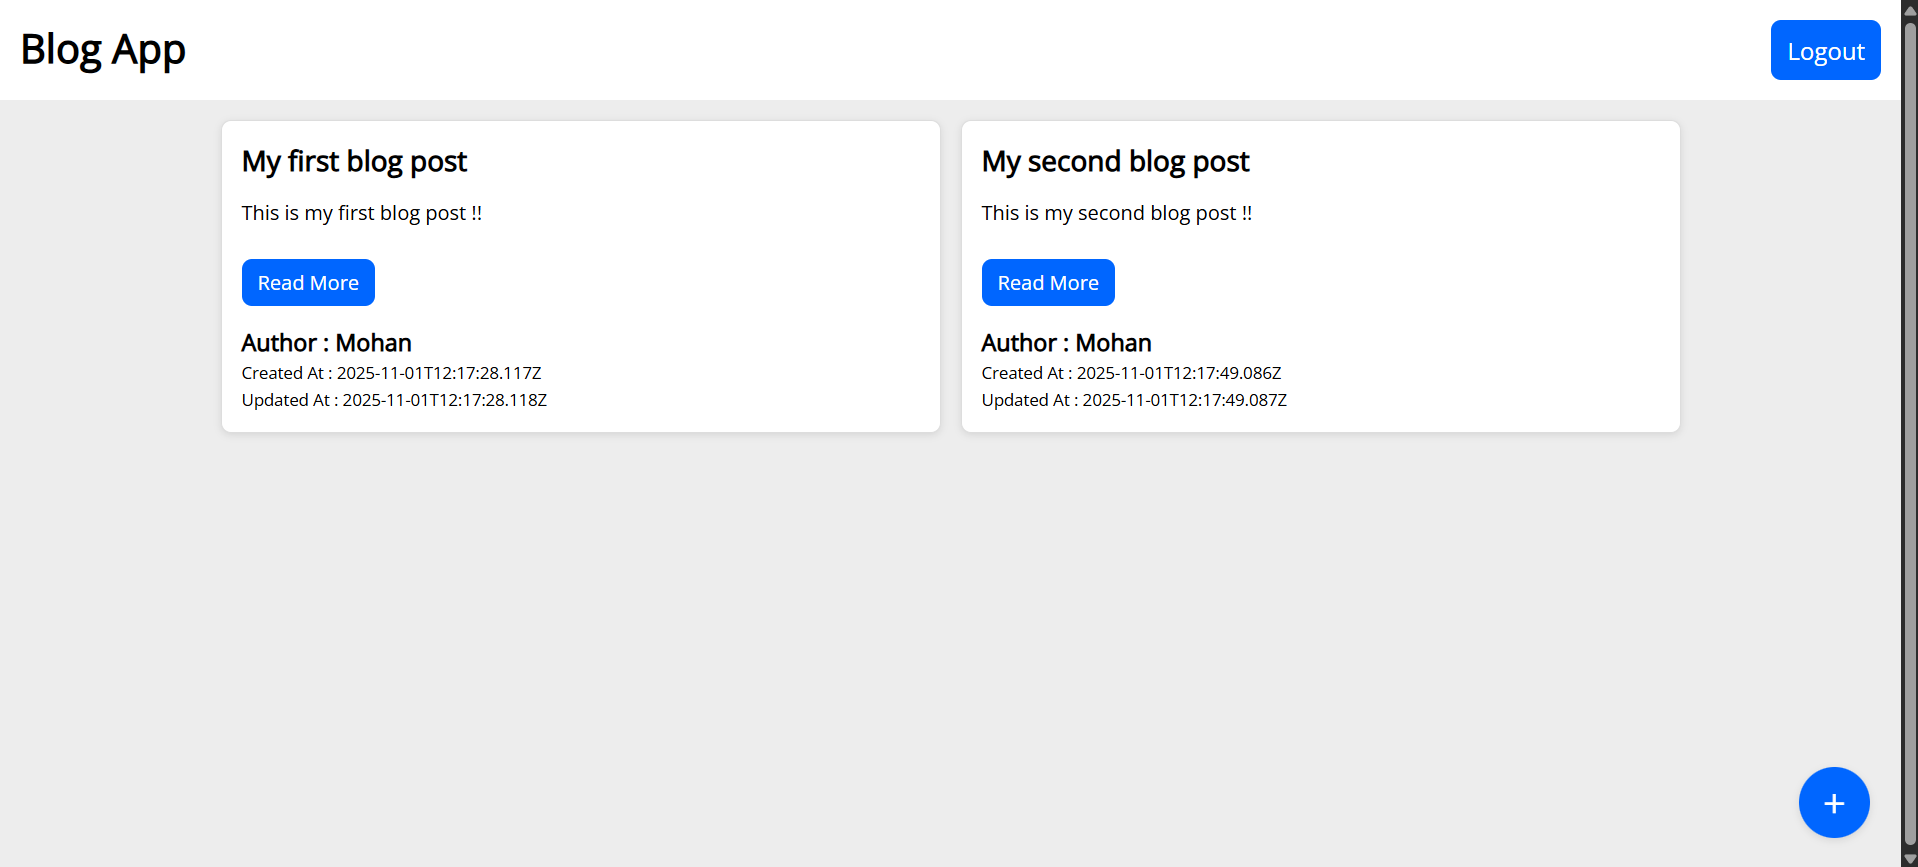 Blog App
Logout
My first blog post
This is my first blog post !!
Read More
Author : Mohan
Created At : 2025-11-01T12:17:28.117Z
Updated At : 2025-11-01T12:17:28.118Z
My second blog post
This is my second blog post !!
Read More
Author : Mohan
Created At : 2025-11-01T12:17:49.086Z
Updated At : 2025-11-01T12:17:49.087Z
+